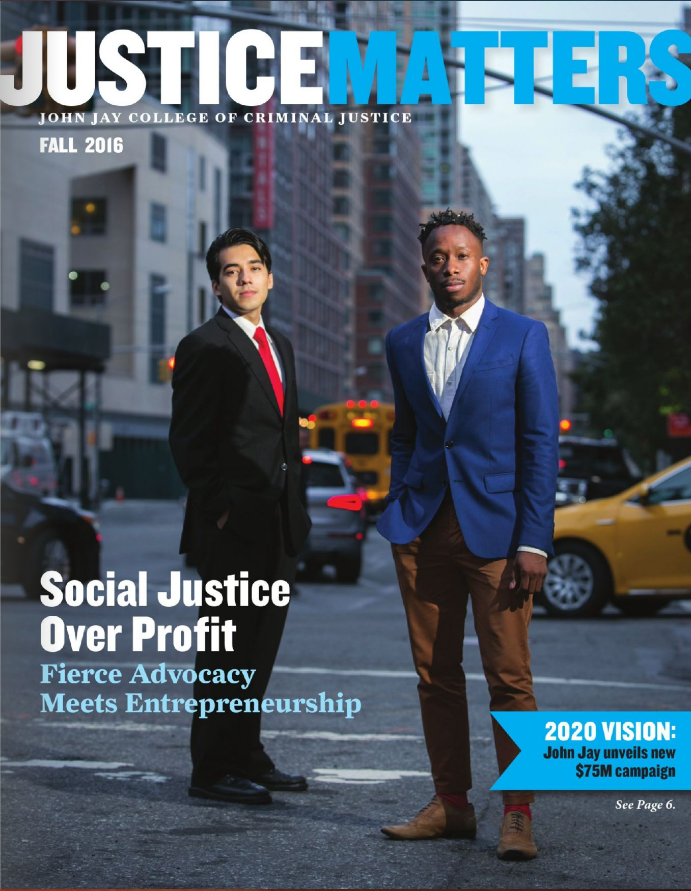 JUSTICEMATTERS
JOHN JAY COLLEGE OF CRIMINAL JUSTICE
FALL 2016
Social Justice
Over Profit
Fierce Advocacy
Meets Entrepreneurship
2020 VISION:
John Jay unveils new
$75M campaign
See Page 6.